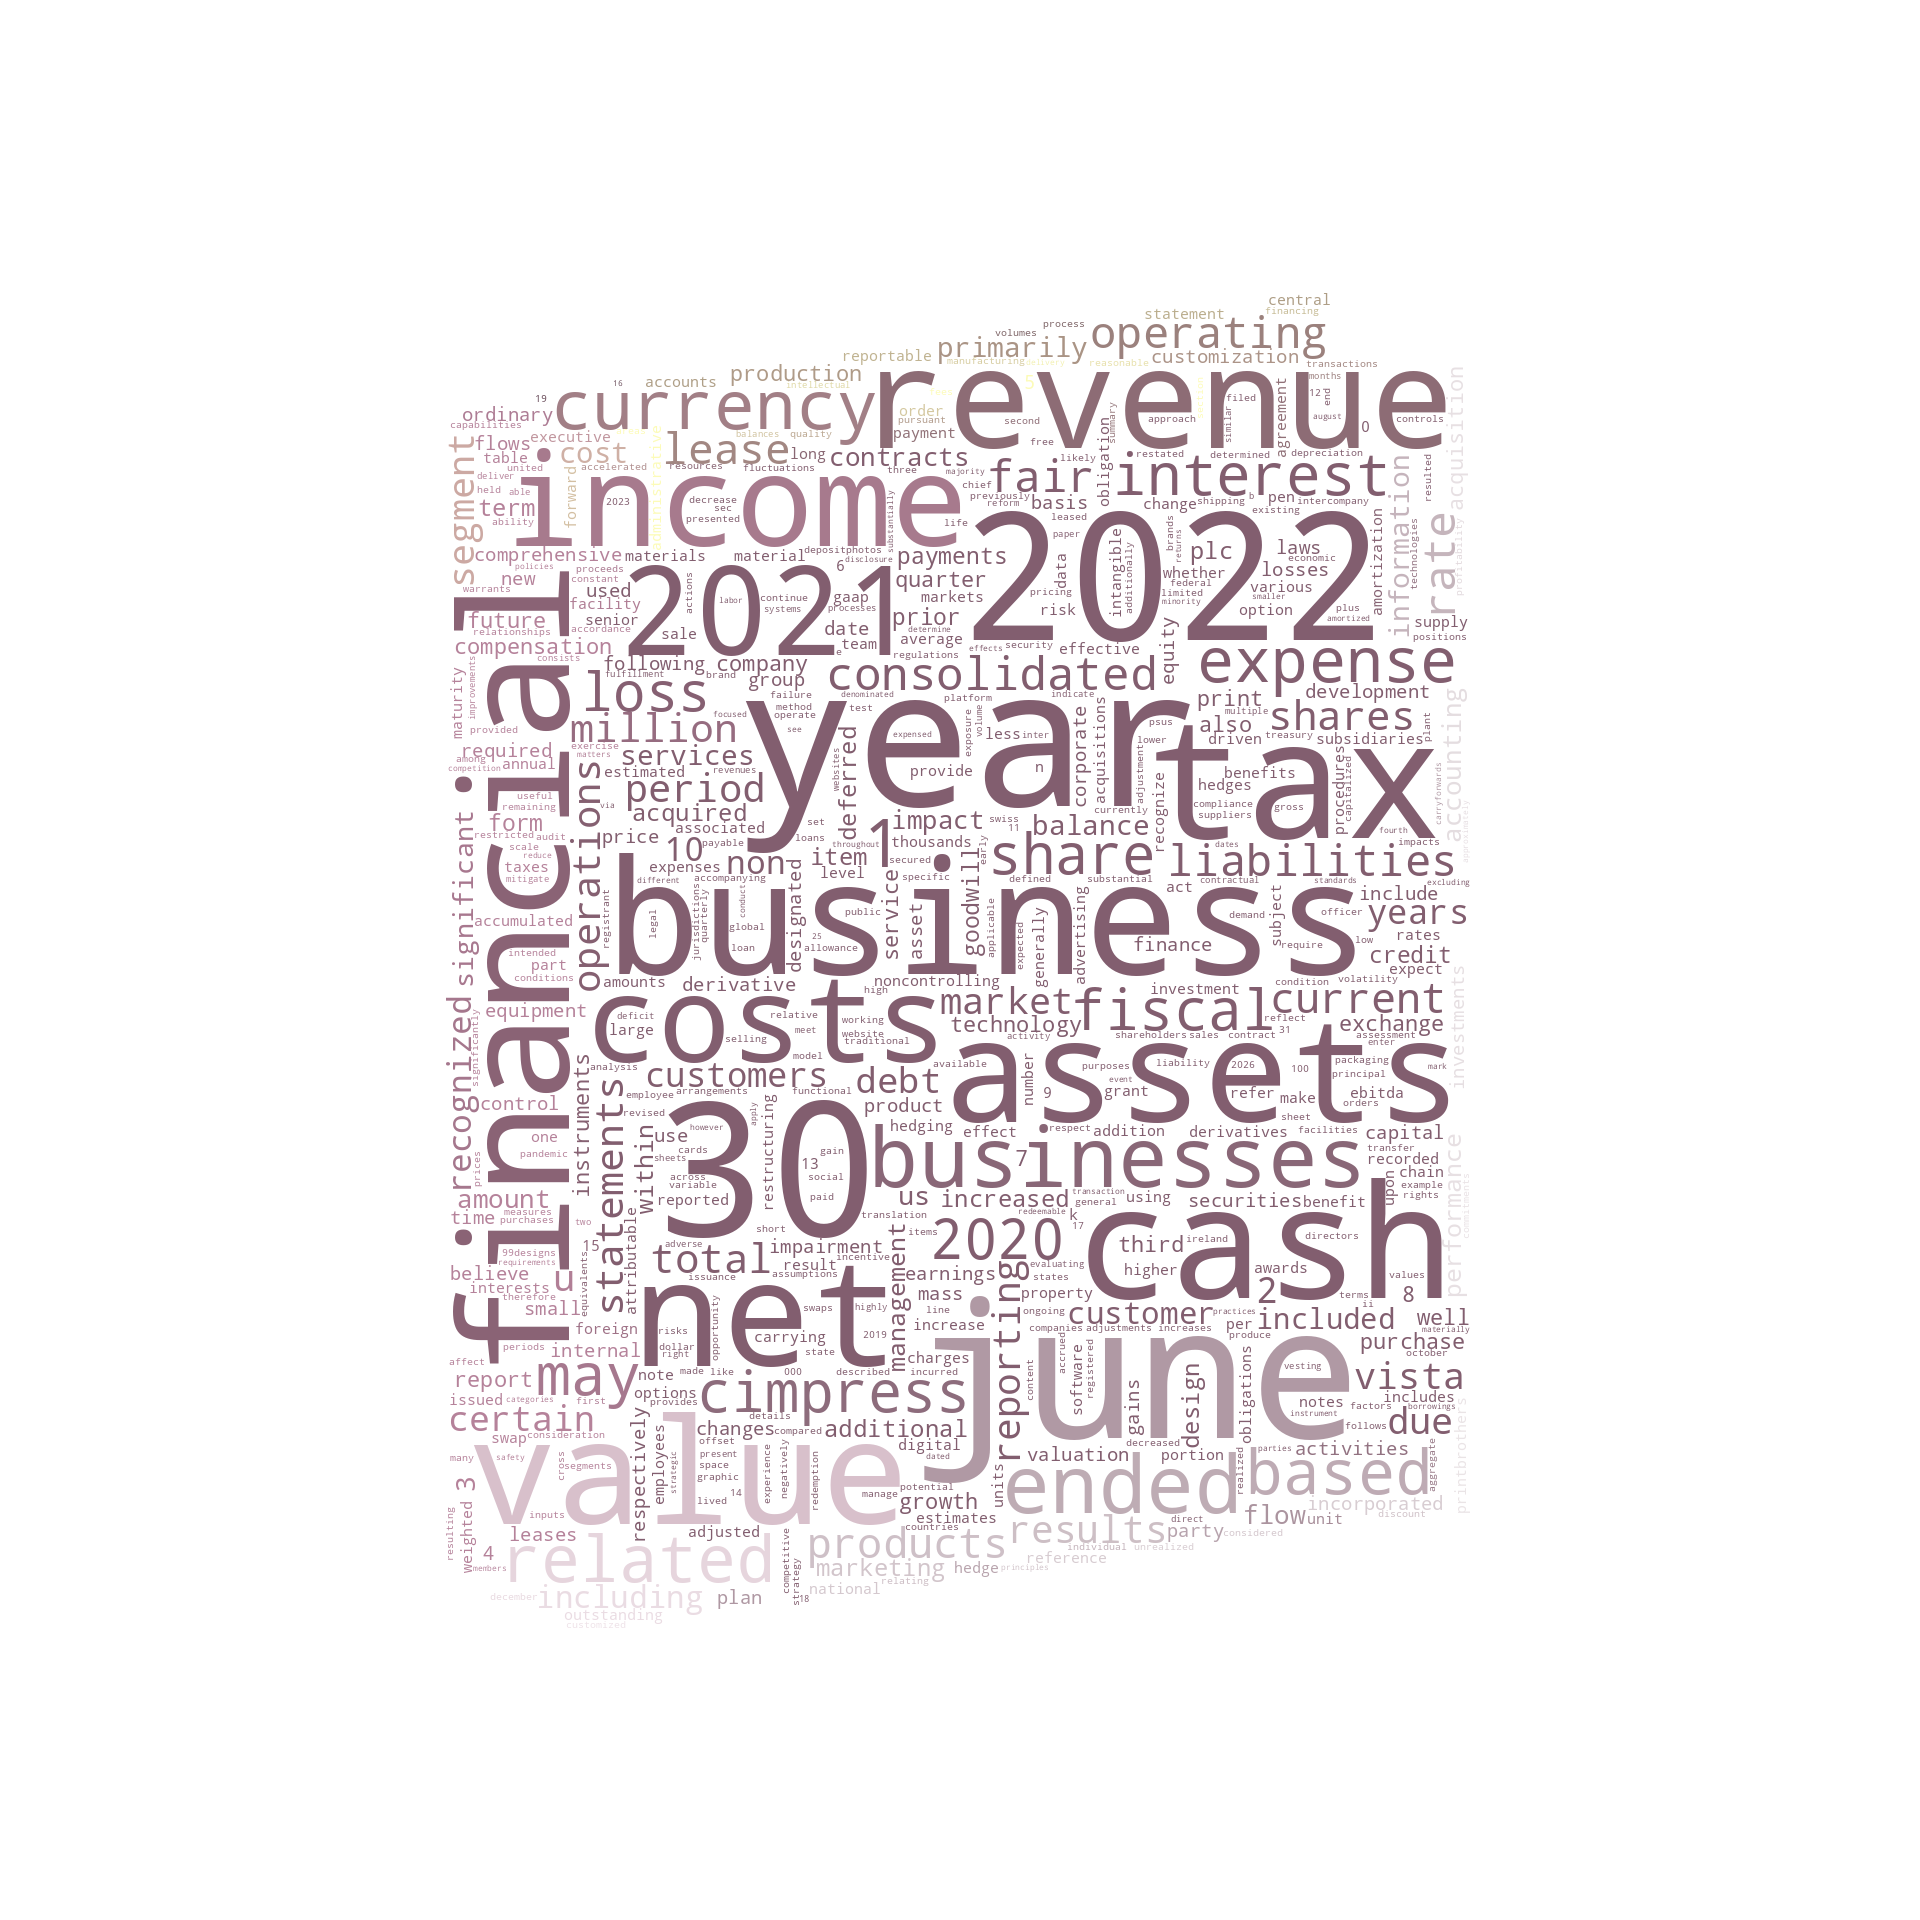 central
statement financing
volumes process operating
reportable primarily manufacturing delivery reasonable customization transactions
16 accounts production intellectual 5 months
19 currency revenue
ordinary order pursuant second approach similar filed 12 end august 0 controls
capabilities executive cost lease balances quality long payment free summary agreement
flows table united accelerated resources fluctuations contracts three majority likely restated determined depreciation
segment deliver held able forward administrative income fair interest obligation information acquisition resulted
term ability 2023 decrease sec presented substantially chief previously reform basis change shipping b existing pen intercompany
life leased paper 2022 rate profitability technologies
comprehensive policies materials material depositphotos 6 disclosure payments data intangible additionally brands returns plc laws economic
new warrants proceeds constant used actions labor continue systems gaap processes quarter markets pricing risk whether federal limited minority losses various smaller option plus amortized amortization
future relationships facility senior accordance 2021 sale date team e prior determine average effects security regulations effective equity supply positions
compensation consists following fulfillment company brand group consolidated expense
maturity improvements loss failure method operate denominated test platform indicate print multiple development
provided million focused see year expensed exposure volume less inter n corporate acquisitions psus lower adjustment also driven treasury shares subsidiaries plant accounting
required exercise matters services revenues websites provide tax
among annual competition estimated period via hedges benefits compliance suppliers gross procedures capitalized carryforwards approximately
useful remaining operations acquired set deferred currently recognize
form restricted audit price associated payable loans throughout 1 impact swiss 11 balance fourth impacts
scale reduce taxes mitigate 10 non expenses item level thousands secured early share dates liabilities
financial significant accumulated different accompanying business specific defined substantial act contractual standards include excluding
registrant legal jurisdictions quarterly conduct global loan 25 designated public allowance service asset goodwill applicable expected generally advertising finance demand subject require officer low years rates
intended part conditions amounts derivative high noncontrolling investment condition volatility credit expect
equipment deficit large costs relative working website traditional market technology activity fiscal shareholders sales contract reflect 31 current exchange assessment enter investments
recognized significantly selling meet model available assets purposes event liability 2026 100 packaging principal mark
instruments analysis customers arrangements functional debt number 9 grant refer make ebitda orders
control employee revised apply product hedging effect respect addition derivatives sheet facilities capital
one pandemic prices statements use however cards sheets within across variable reported 30 13 gain social paid restructuring businesses 7 transfer recorded chain example rights upon commitments
amount time measures purchases two short translation us increased transaction general using securities benefit performance
99designs requirements 15 adverse total impairment result incentive items redeemable 2020 k 17 third ireland cash directors
believe interests therefore equivalents attributable issuance assumptions earnings evaluating states higher awards 2 values 8
u small net opportunity swaps highly management mass line property ongoing customer practices per included terms ii well materially
foreign periods internal risks dollar right carrying state 2019 increase june companies adjustments increases produce purchase
affect report may note made like 000 described incurred charges reporting content software accrued registered vesting vista
issued categories first options provides cimpress gains design obligations notes instrument includes factors borrowings
certain details changes compared additional decreased follows due
swap consideration value offset present space graphic digital dated valuation portion parties activities printbrothers
many safety cross segments respectively employees strategic lived 14 experience negatively redemption manage potential units ended realized based aggregate
3 resulting weighted inputs growth estimates incorporated discount
leases adjusted competitive strategy countries results direct party flow unit considered
4 members related products individual unrealized
december including plan marketing hedge reference principles
outstanding customized national relating 18